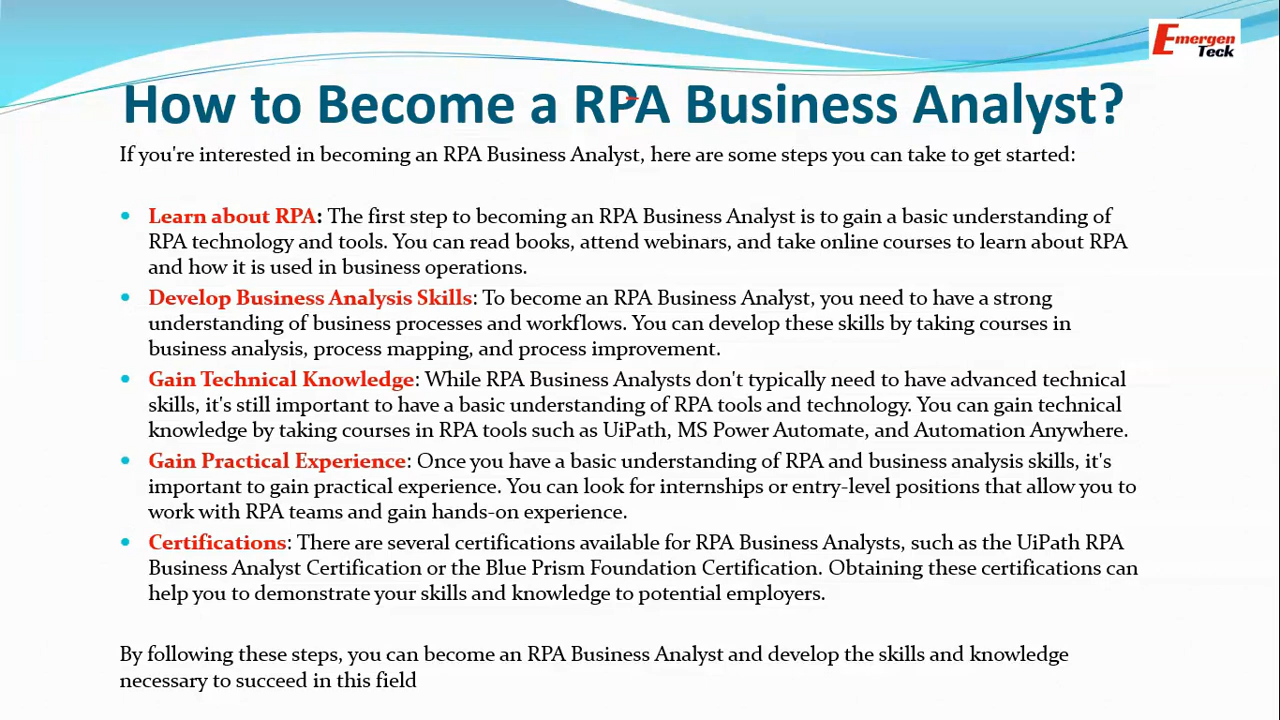 Emergen
Teck
How to Become a RPA Business Analyst?
If you're interested in becoming an RPA Business Analyst, here are some steps you can take to get started:
• Learn about RPA: The first step to becoming an RPA Business Analyst is to gain a basic understanding of
RPA technology and tools. You can read books, attend webinars, and take online courses to learn about RPA
and how it is used in business operations.
• Develop Business Analysis Skills: To become an RPA Business Analyst, you need to have a strong
understanding of business processes and workflows. You can develop these skills by taking courses in
business analysis, process mapping, and process improvement.
• Gain Technical Knowledge: While RPA Business Analysts don't typically need to have advanced technical
skills, it's still important to have a basic understanding of RPA tools and technology. You can gain technical
knowledge by taking courses in RPA tools such as UiPath, MS Power Automate, and Automation Anywhere.
• Gain Practical Experience: Once you have a basic understanding of RPA and business analysis skills, it's
important to gain practical experience. You can look for internships or entry-level positions that allow you to
work with RPA teams and gain hands-on experience.
• Certifications: There are several certifications available for RPA Business Analysts, such as the UiPath RPA
Business Analyst Certification or the Blue Prism Foundation Certification. Obtaining these certifications can
help you to demonstrate your skills and knowledge to potential employers.
By following these steps, you can become an RPA Business Analyst and develop the skills and knowledge
necessary to succeed in this field